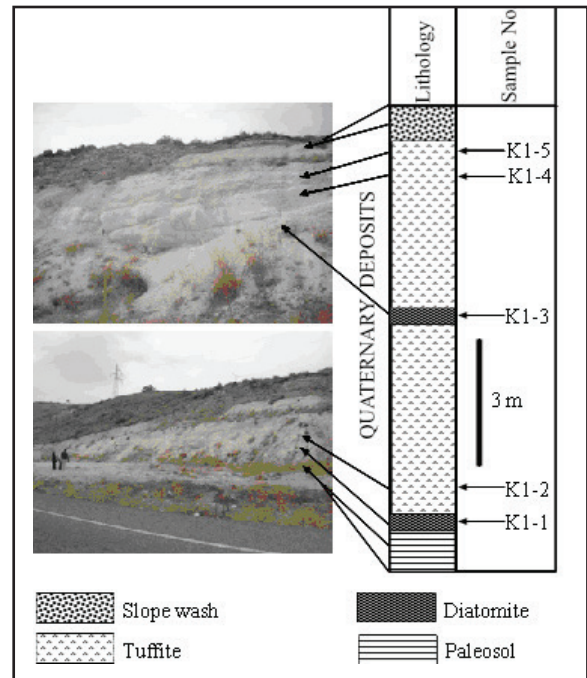 Lithology
Sample No
QUATERNARY DEPOSITS
K1-5
K1-4
K1-3
3 m
K1-2
K1-1
Slope wash
Diatomite
Tuffite
Paleosol